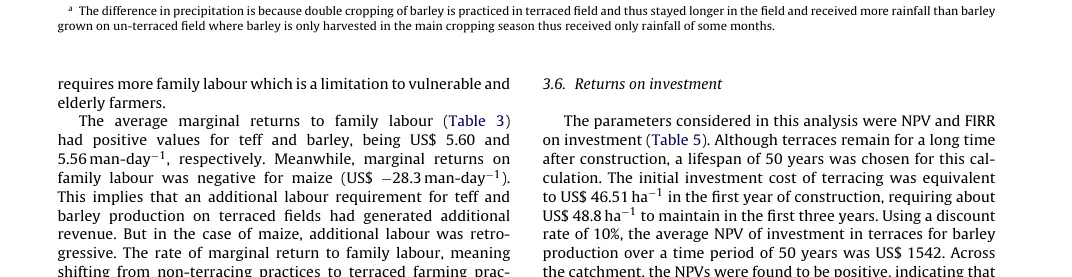 a The difference in precipitation is because double cropping of barley is practiced in terraced field and thus stayed longer in the field and received more rainfall than barley
grown on un-terraced field where barley is only harvested in the main cropping season thus received only rainfall of some months.
requires more family labour which is a limitation to vulnerable and
elderly farmers.
The average marginal returns to family labour (Table 3)
had positive values for teff and barley, being US$ 5.60 and
5.56 man-day⁻¹, respectively. Meanwhile, marginal returns on
family labour was negative for maize (US$ −28.3 man-day⁻¹).
This implies that an additional labour requirement for teff and
barley production on terraced fields had generated additional
revenue. But in the case of maize, additional labour was retro-
gressive. The rate of marginal return to family labour, meaning
shifting from non-terracing practices to terraced farming prac-
3.6. Returns on investment
The parameters considered in this analysis were NPV and FIRR
on investment (Table 5). Although terraces remain for a long time
after construction, a lifespan of 50 years was chosen for this cal-
culation. The initial investment cost of terracing was equivalent
to US$ 46.51 ha⁻¹ in the first year of construction, requiring about
US$ 48.8 ha⁻¹ to maintain in the first three years. Using a discount
rate of 10%, the average NPV of investment in terraces for barley
production over a time period of 50 years was US$ 1542. Across
the catchment, the NPVs were found to be positive, indicating that